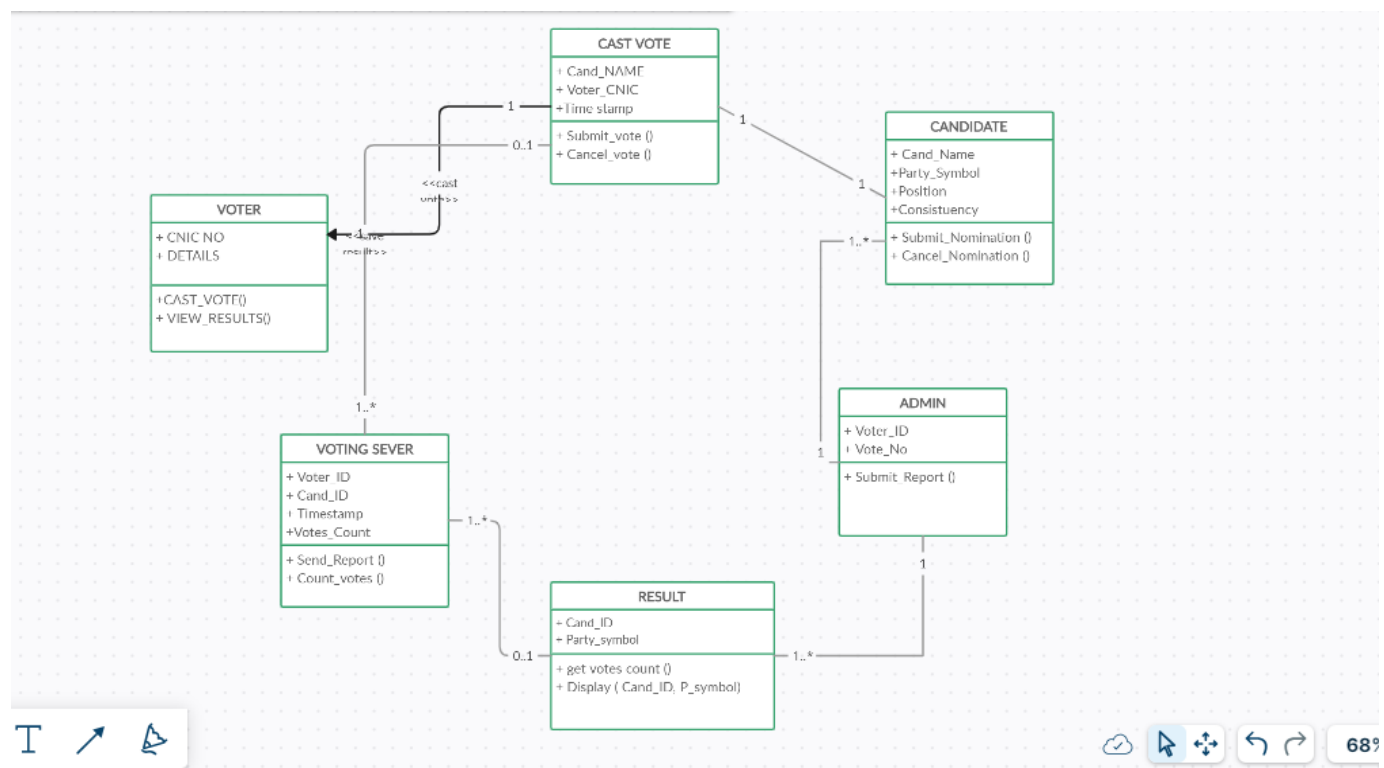 CAST VOTE
+ Cand_NAME
+ Voter_CNIC
+Time stamp
+ Submit_vote ()
+ Cancel_vote ()
1
0..1
1
<<cast
1
CANDIDATE
+ Cand_Name
+Party_Symbol
+Position
+Consistuency
+ Submit_Nomination ()
+ Cancel_Nomination ()
1..*
VOTER
+ CNIC NO
+ DETAILS
+CAST_VOTE()
+ VIEW_RESULTS()
1
1..*
ADMIN
+ Voter_ID
+ Vote_No
+ Submit_Report ()
1
1
VOTING SEVER
+ Voter_ID
+ Cand_ID
+ Timestamp
+Votes_Count
+ Send_Report ()
+ Count_votes ()
1..*
0..1
RESULT
+ Cand_ID
+ Party_symbol
+ get votes count ()
+ Display ( Cand_ID, P_symbol)
1..*
T
68%